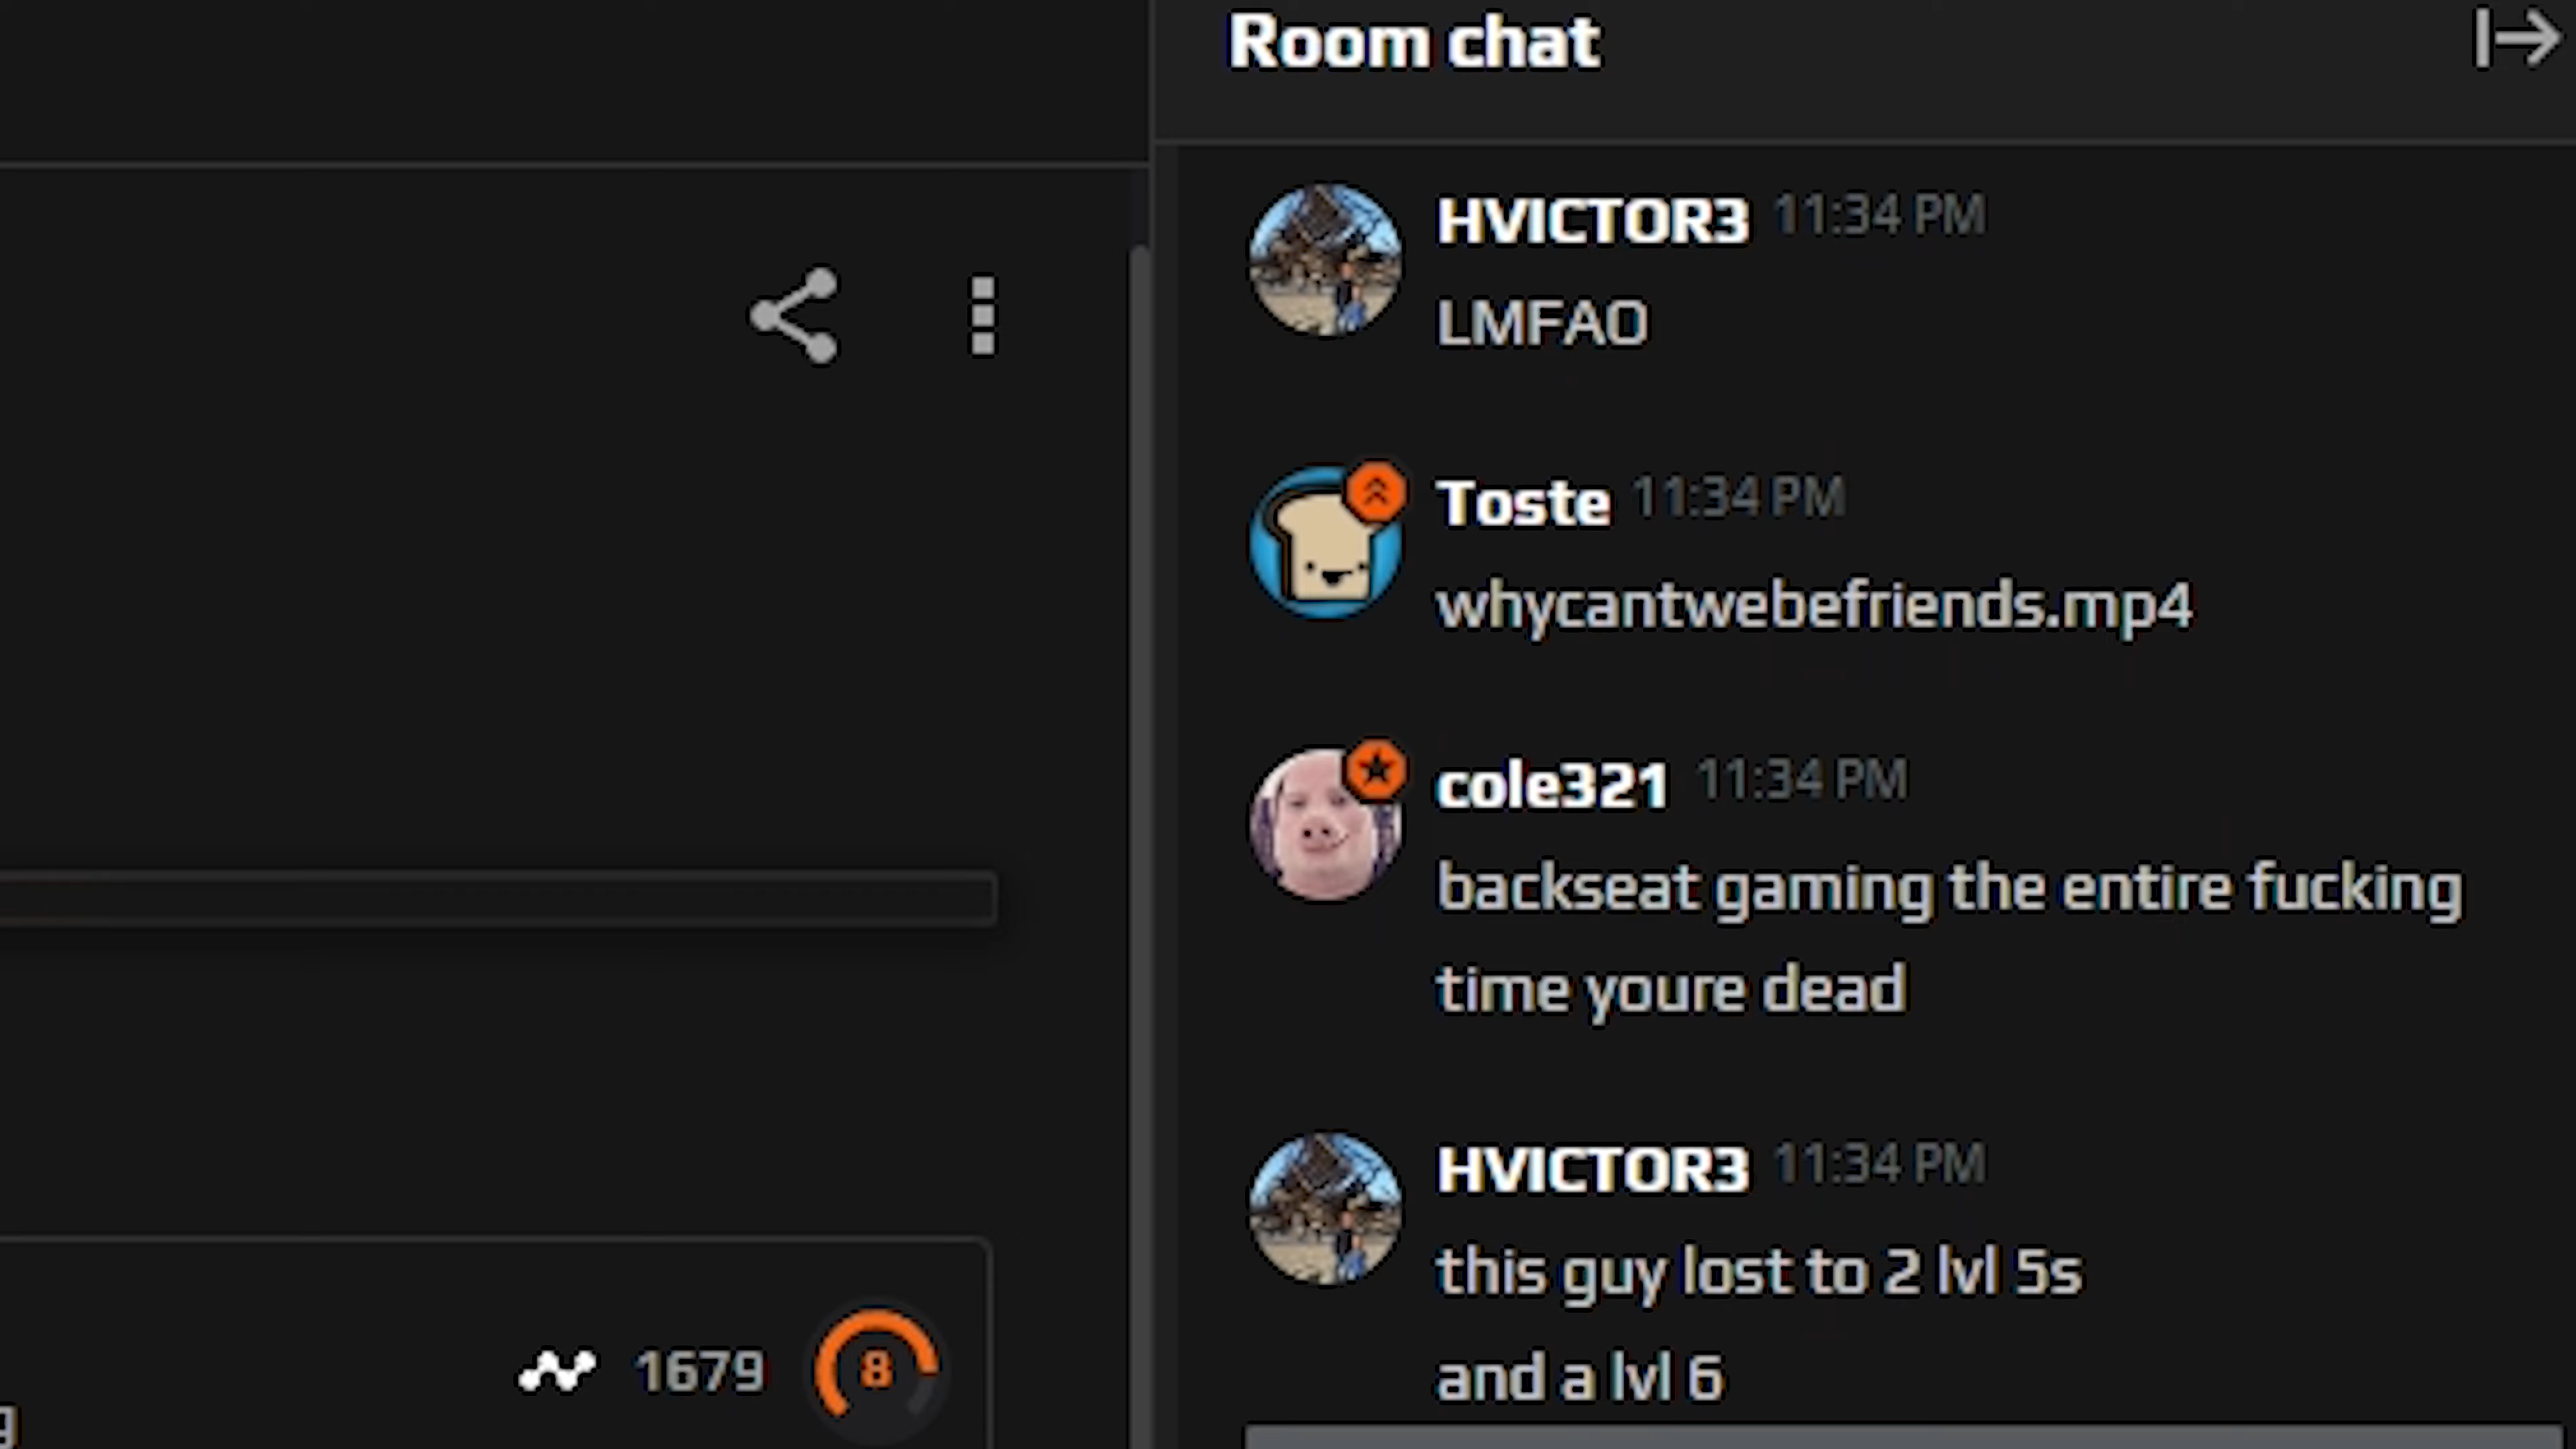 Room chat
HVICTOR3 11:34 PM
LMFAO
Toste 11:34 PM
whycantwebefriends.mp4
cole321 11:34 PM
backseat gaming the entire fucking
time youre dead
HVICTOR3 11:34 PM
this guy lost to 2 lvl 5s
and a lvl 6
1679 8